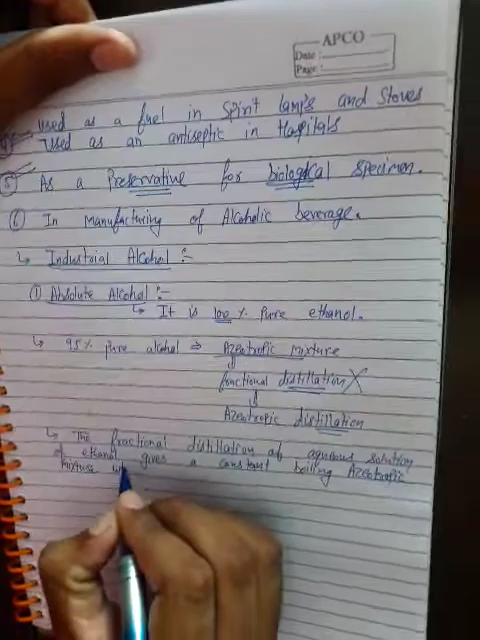 APCO
Date :
Page :
used as a fuel in spirit lamp's and stoves
used as an antiseptic in Hospitals
⑤ As a Preservative for biological specimen.
⑥ In manufacturing of Alcoholic beverage.
↳ Industrial Alcohol :-
① Absolute Alcohol :-
↳ It is 100 % pure ethanol.
↳ 95% pure alcohol ⇒ Azeotropic mixture
⇓
fractional distillation X
⇓
Azeotropic distillation
↳ The fractional distillation of aqueous solution
of ethanol gives a constant boiling Azeotropic
mixture